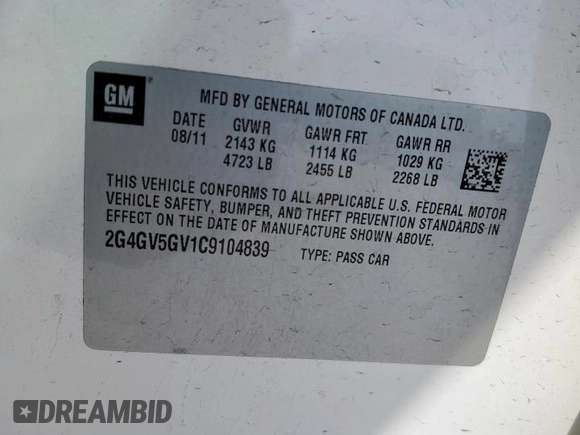 GM
MFD BY GENERAL MOTORS OF CANADA LTD.
DATE GVWR GAWR FRT GAWR RR
08/11 2143 KG 1114 KG 1029 KG
4723 LB 2455 LB 2268 LB
THIS VEHICLE CONFORMS TO ALL APPLICABLE U.S. FEDERAL MOTOR
VEHICLE SAFETY, BUMPER, AND THEFT PREVENTION STANDARDS IN
EFFECT ON THE DATE OF MANUFACTURE SHOWN ABOVE.
2G4GV5GV1C9104839 TYPE: PASS CAR
DREAMBID